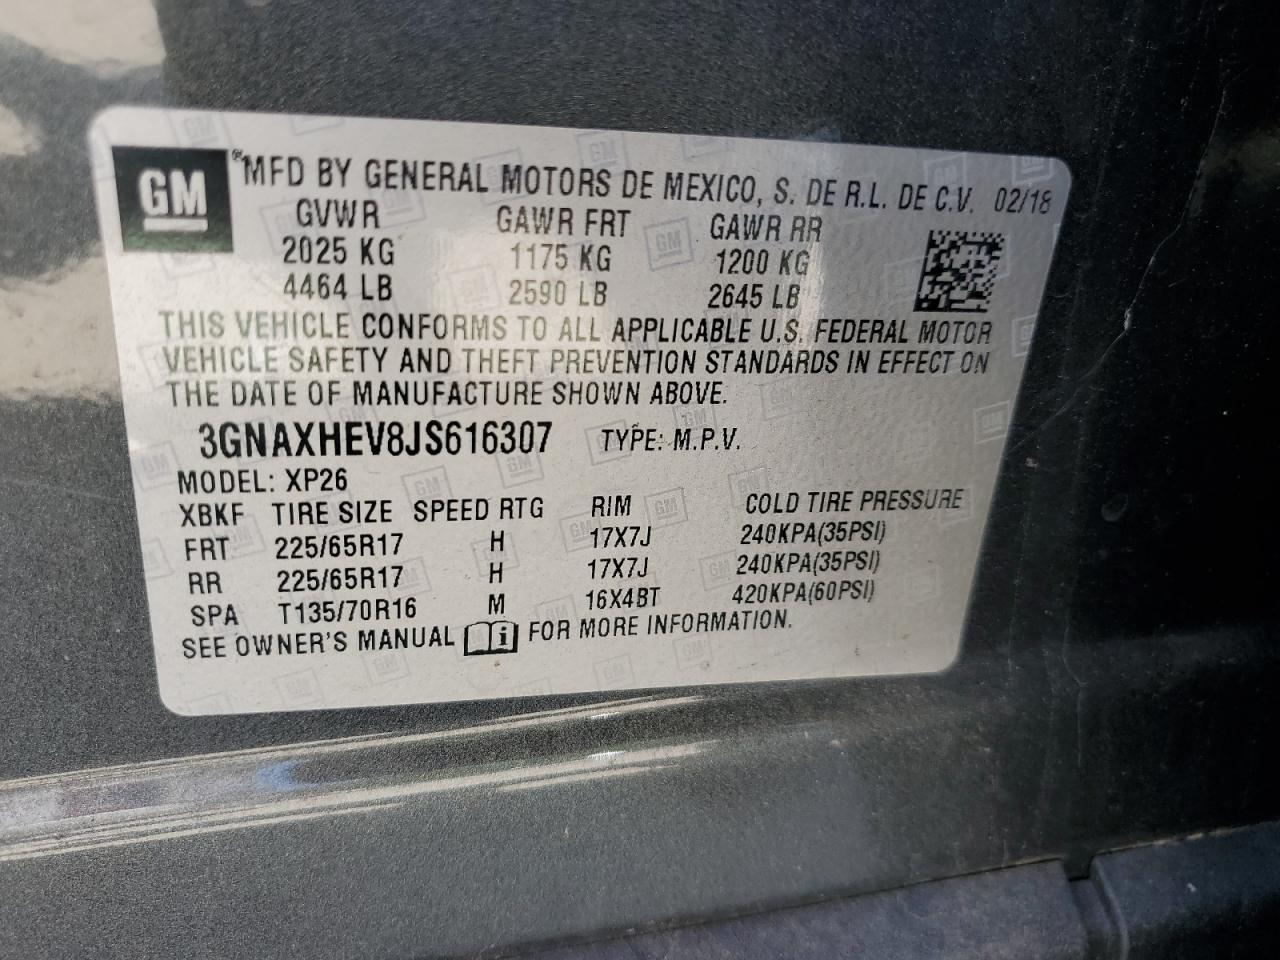 GM
®MFD BY GENERAL MOTORS DE MEXICO, S. DE R.L. DE C.V. 02/18
GVWR GAWR FRT GAWR RR
2025 KG 1175 KG 1200 KG
4464 LB 2590 LB 2645 LB
THIS VEHICLE CONFORMS TO ALL APPLICABLE U.S. FEDERAL MOTOR
VEHICLE SAFETY AND THEFT PREVENTION STANDARDS IN EFFECT ON
THE DATE OF MANUFACTURE SHOWN ABOVE.
3GNAXHEV8JS616307 TYPE: M.P.V.
MODEL: XP26
XBKF TIRE SIZE SPEED RTG RIM COLD TIRE PRESSURE
FRT 225/65R17 H 17X7J 240KPA(35PSI)
RR 225/65R17 H 17X7J 240KPA(35PSI)
SPA T135/70R16 M 16X4BT 420KPA(60PSI)
SEE OWNER'S MANUAL i FOR MORE INFORMATION.